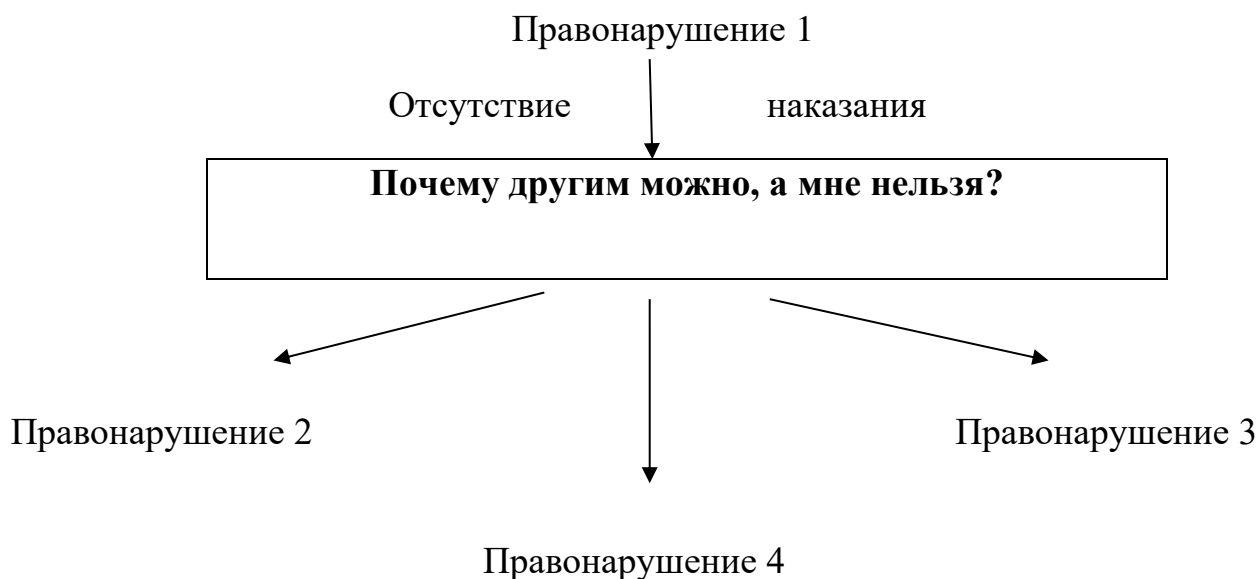 Правонарушение 1
Отсутствие наказания
Почему другим можно, а мне нельзя?
Правонарушение 2
Правонарушение 3
Правонарушение 4